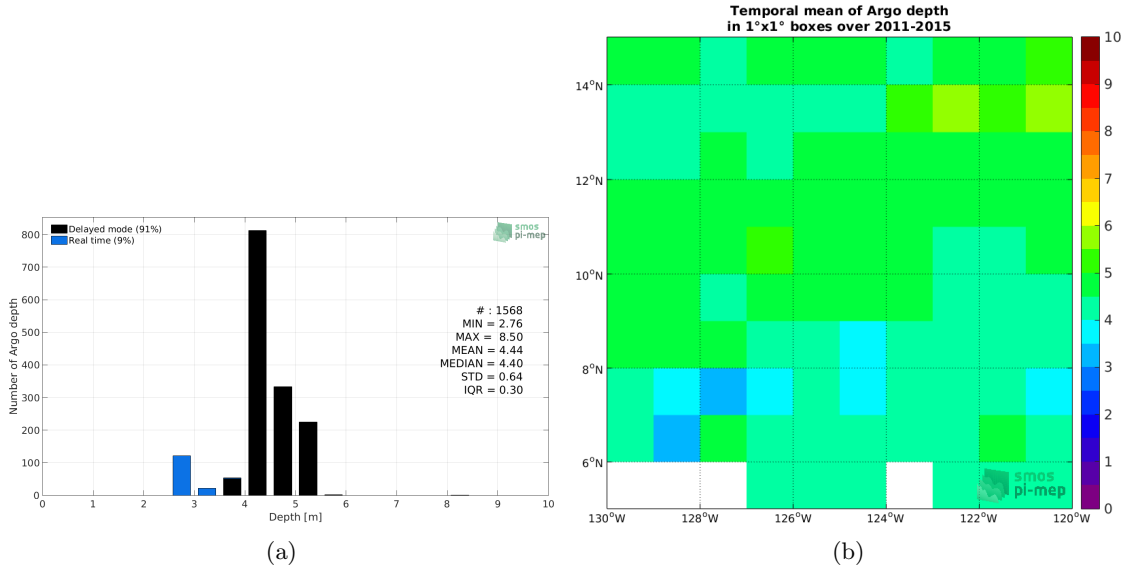 Temporal mean of Argo depth
in 1°x1° boxes over 2011-2015
Delayed mode (91%)
Real time (9%)
smos
pi-mep
# : 1568
MIN = 2.76
MAX = 8.50
MEAN = 4.44
MEDIAN = 4.40
STD = 0.64
IQR = 0.30
Number of Argo depth
800
700
600
500
400
300
200
100
0
0 1 2 3 4 5 6 7 8 9 10
Depth [m]
(a)
14°N
12°N
10°N
8°N
6°N
130°W 128°W 126°W 124°W 122°W 120°W
smos
pi-mep
10
9
8
7
6
5
4
3
2
1
0
(b)